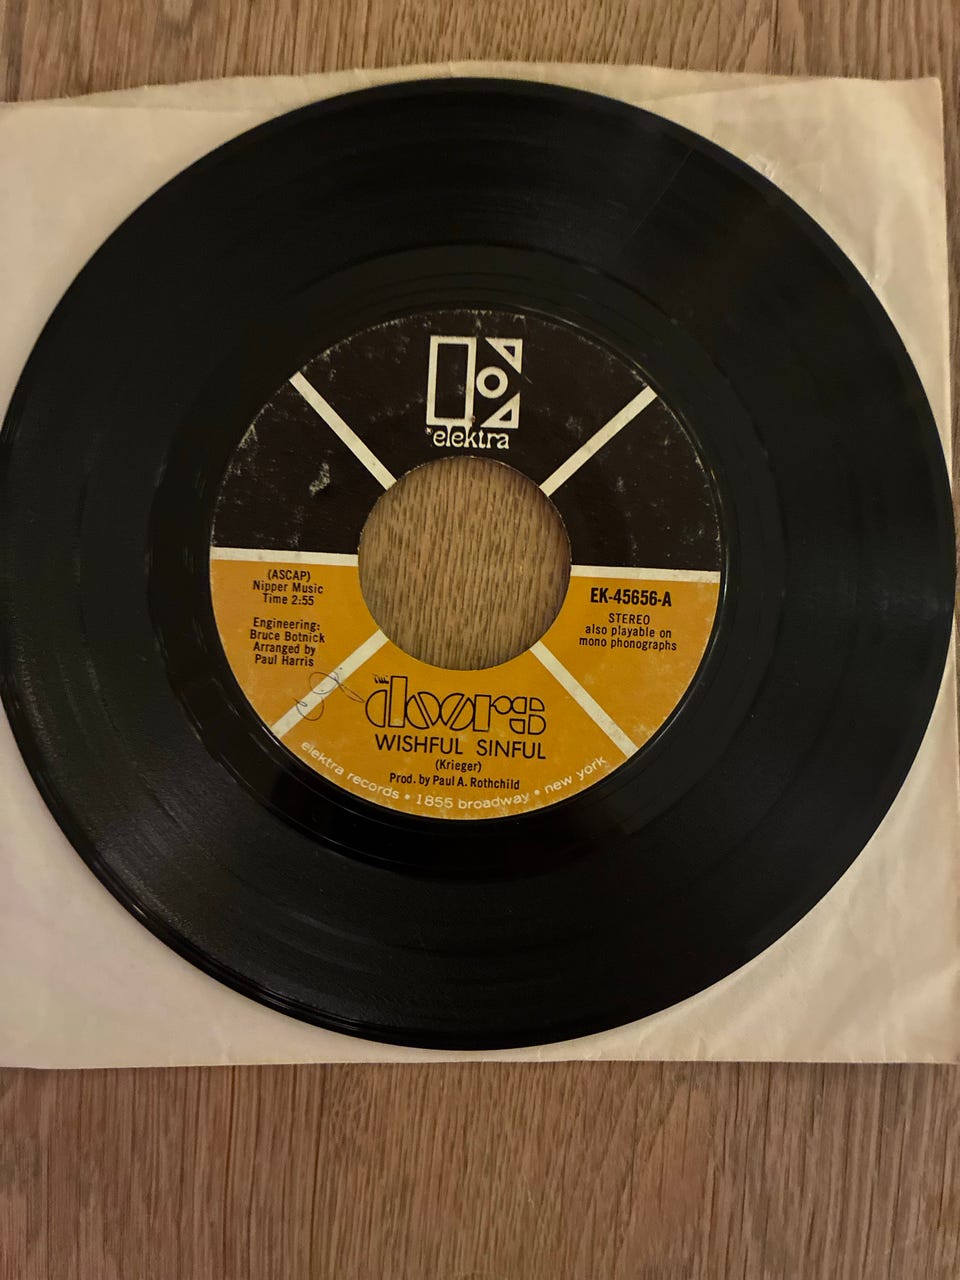 elektra
(ASCAP)
Nipper Music
Time 2:55
Engineering:
Bruce Botnick
Arranged by
Paul Harris
EK-45656-A
STEREO
also playable on
mono phonographs
THE
doors
WISHFUL SINFUL
(Krieger)
Prod. by Paul A. Rothchild
elektra records • 1855 broadway • new york